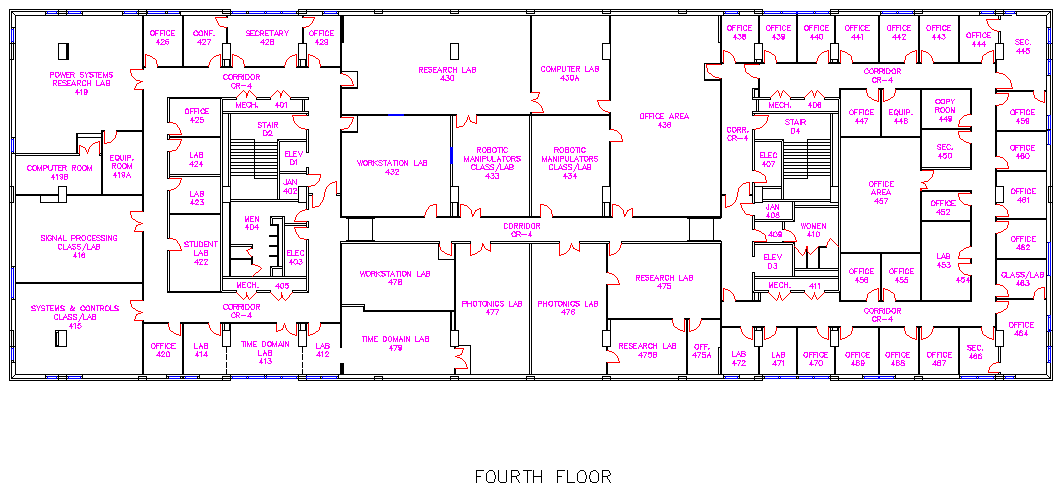 OFFICE
426
CONF.
427
SECRETARY
428
OFFICE
429
POWER SYSTEMS
RESEARCH LAB
419
CORRIDOR
CR-4
MECH. 401
OFFICE
425
STAIR
D2
LAB
424
ELEV
D1
COMPUTER ROOM
419B
EQUIP.
ROOM
419A
LAB
423
JAN
402
MEN
404
SIGNAL PROCESSING
CLASS/LAB
416
STUDENT
LAB
422
ELEC
403
MECH. 405
SYSTEMS & CONTROLS
CLASS/LAB
415
CORRIDOR
CR-4
OFFICE
420
LAB
414
TIME DOMAIN
LAB
413
LAB
412
RESEARCH LAB
430
COMPUTER LAB
430A
OFFICE AREA
436
WORKSTATION LAB
432
ROBOTIC
MANIPULATORS
CLASS/LAB
433
ROBOTIC
MANIPULATORS
CLASS/LAB
434
CORRIDOR
CR-4
WORKSTATION LAB
478
PHOTONICS LAB
477
PHOTONICS LAB
476
RESEARCH LAB
475
TIME DOMAIN LAB
479
RESEARCH LAB
475B
OFF.
475A
OFFICE
438
OFFICE
439
OFFICE
440
OFFICE
441
OFFICE
442
OFFICE
443
OFFICE
444
SEC.
445
CORRIDOR
CR-4
MECH. 406
CORR.
CR-4
STAIR
D4
OFFICE
447
EQUIP.
448
COPY
ROOM
449
OFFICE
459
ELEC
407
SEC.
450
OFFICE
460
OFFICE
AREA
457
JAN
408
409
WOMEN
410
OFFICE
452
OFFICE
461
ELEV
D3
LAB
453
OFFICE
462
OFFICE
456
OFFICE
455
454
CLASS/LAB
463
MECH. 411
CORRIDOR
CR-4
OFFICE
464
LAB
472
LAB
471
OFFICE
470
OFFICE
469
OFFICE
468
OFFICE
467
SEC.
466
FOURTH FLOOR